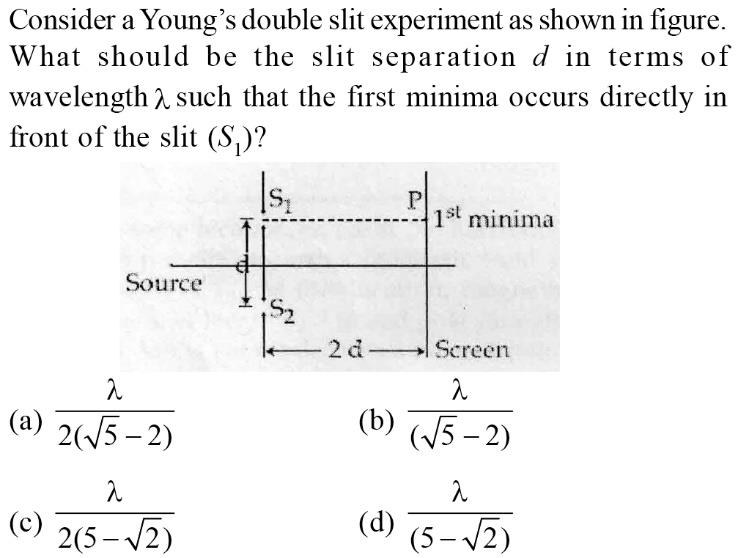 Consider a Young's double slit experiment as shown in figure.
What should be the slit separation d in terms of
wavelength λ such that the first minima occurs directly in
front of the slit (S₁)?
S₁ P 1st minima
d
Source
S₂
2 d Screen
(a) λ/2(√5 – 2) (b) λ/(√5 – 2)
(c) λ/2(5 – √2) (d) λ/(5 – √2)